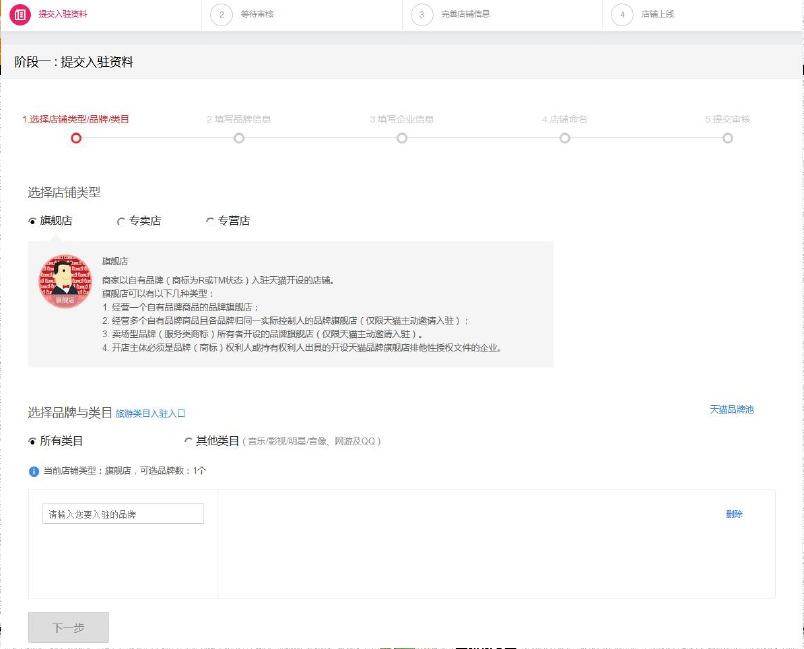 提交入驻资料
2 等待审核
3 完善店铺信息
4 店铺上线
阶段一：提交入驻资料
1.选择店铺类型/品牌/类目
2.填写品牌信息
3.填写企业信息
4.店铺命名
5.提交审核
选择店铺类型
旗舰店 专卖店 专营店
旗舰店
旗舰店
商家以自有品牌（商标为R或TM状态）入驻天猫开设的店铺。
旗舰店可以有以下几种类型：
1. 经营一个自有品牌商品的品牌旗舰店；
2. 经营多个自有品牌商品且各品牌归同一实际控制人的品牌旗舰店（仅限天猫主动邀请入驻）；
3. 卖场型品牌（服务类商标）所有者开设的品牌旗舰店（仅限天猫主动邀请入驻）。
4. 开店主体必须是品牌（商标）权利人或持有权利人出具的开设天猫品牌旗舰店排他性授权文件的企业。
选择品牌与类目 旅游类目入驻入口
天猫品牌池
所有类目 其他类目（音乐/影视/明星/音像、网游及QQ）
当前店铺类型：旗舰店，可选品牌数：1个
请输入您要入驻的品牌
删除
下一步